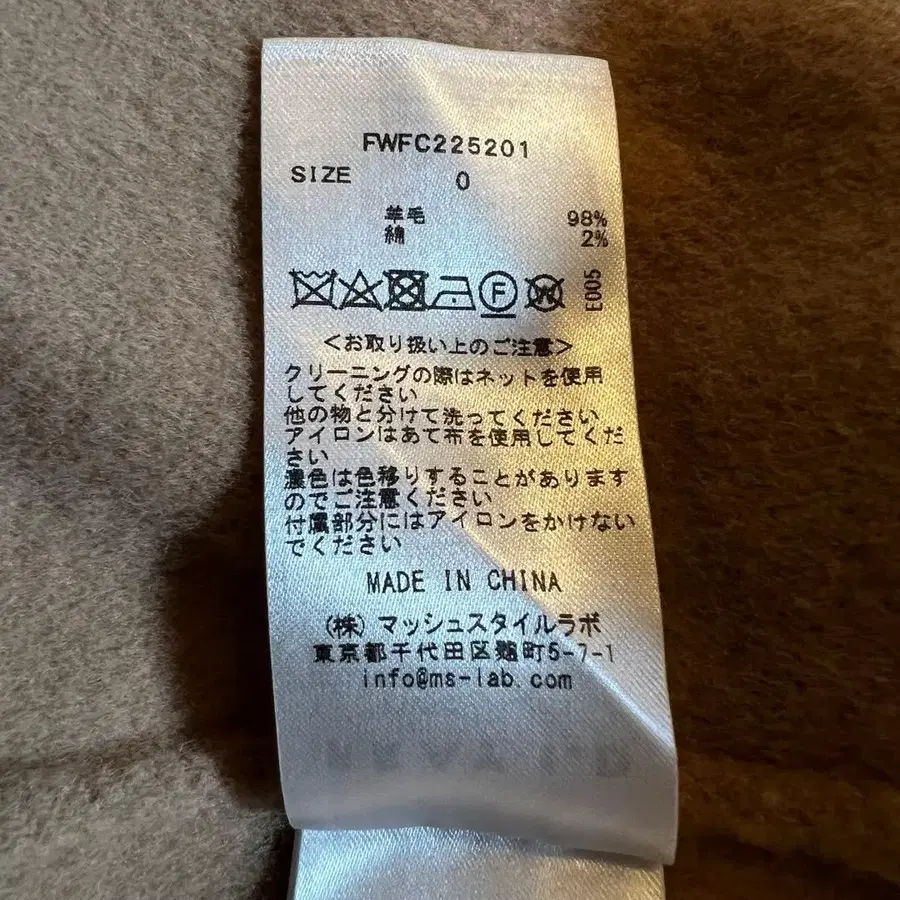 FWFC225201
SIZE 0
羊毛 98%
綿 2%
F W E005
<お取り扱い上のご注意>
クリーニングの際はネットを使用
してください
他の物と分けて洗ってください
アイロンはあて布を使用してくだ
さい
濃色は色移りすることがあります
のでご注意ください
付属部分にはアイロンをかけない
でください
MADE IN CHINA
(株)マッシュスタイルラボ
東京都千代田区麹町5-7-1
info@ms-lab.com